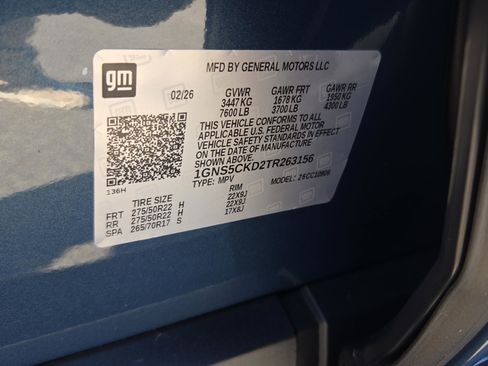 gm
MFD BY GENERAL MOTORS LLC
02/26 GVWR GAWR FRT GAWR RR
3447 KG 1678 KG 1950 KG
7600 LB 3700 LB 4300 LB
THIS VEHICLE CONFORMS TO ALL
APPLICABLE U.S. FEDERAL MOTOR
VEHICLE SAFETY STANDARDS IN
EFFECT ON THE DATE OF MANUFACTURE
SHOWN ABOVE.
1GNS5CKD2TR263156
TYPE: MPV
136H
TIRE SIZE RIM
FRT 275/50R22 H 22X9J
RR 275/50R22 H 22X9J
SPA 265/70R17 S 17X8J